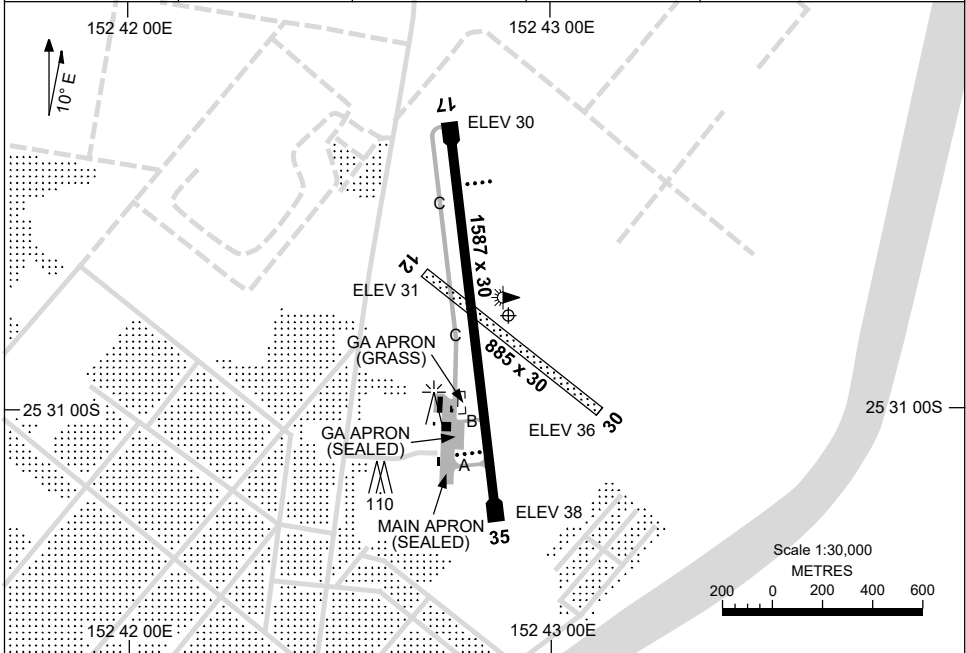 152 42 00E
152 43 00E
10° E
17
ELEV 30
C
1587 x 30
12
ELEV 31
C
GA APRON
(GRASS)
885 x 30
25 31 00S
25 31 00S
B
ELEV 36
30
GA APRON
(SEALED)
A
110
ELEV 38
MAIN APRON
(SEALED)
35
Scale 1:30,000
METRES
200 0 200 400 600
152 42 00E
152 43 00E